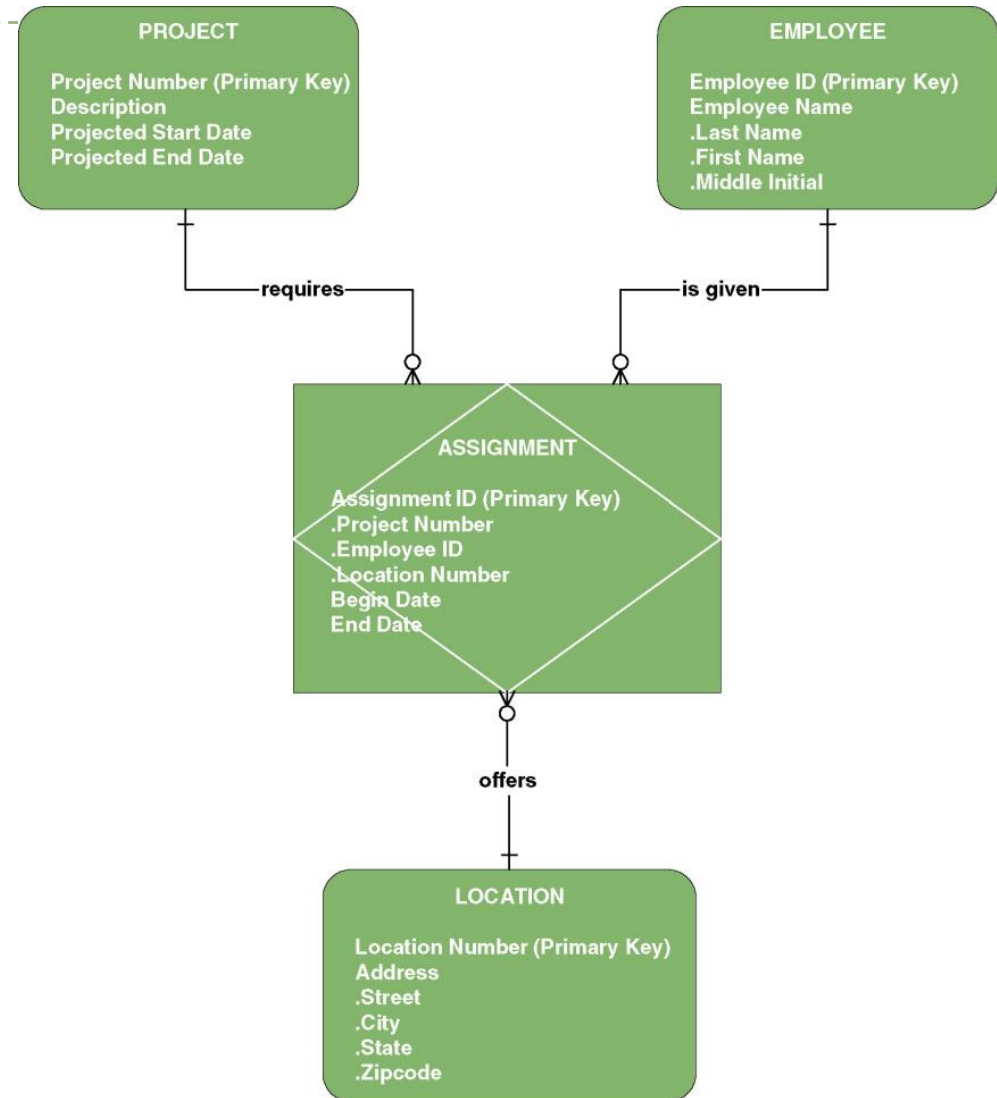 PROJECT
Project Number (Primary Key)
Description
Projected Start Date
Projected End Date
EMPLOYEE
Employee ID (Primary Key)
Employee Name
.Last Name
.First Name
.Middle Initial
requires
is given
ASSIGNMENT
Assignment ID (Primary Key)
.Project Number
.Employee ID
.Location Number
Begin Date
End Date
offers
LOCATION
Location Number (Primary Key)
Address
.Street
.City
.State
.Zipcode